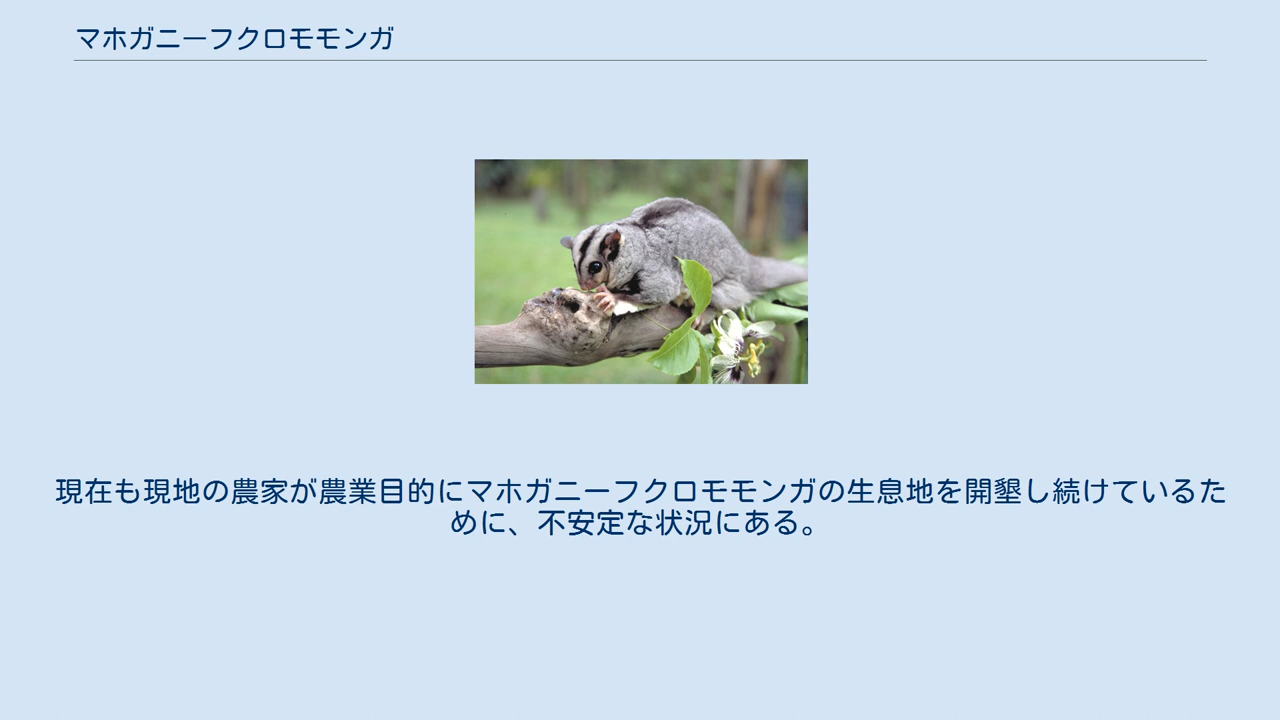 マホガニーフクロモモンガ
現在も現地の農家が農業目的にマホガニーフクロモモンガの生息地を開墾し続けているた
めに、不安定な状況にある。